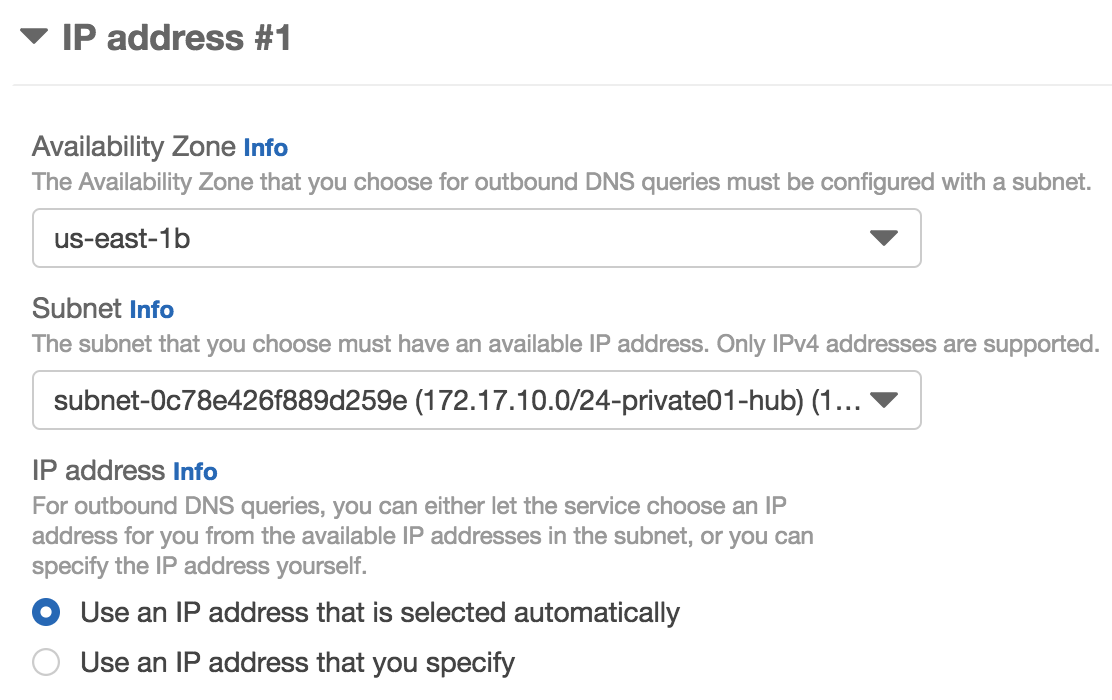 IP address #1
Availability Zone Info
The Availability Zone that you choose for outbound DNS queries must be configured with a subnet.
us-east-1b
Subnet Info
The subnet that you choose must have an available IP address. Only IPv4 addresses are supported.
subnet-0c78e426f889d259e (172.17.10.0/24-private01-hub) (1...
IP address Info
For outbound DNS queries, you can either let the service choose an IP
address for you from the available IP addresses in the subnet, or you can
specify the IP address yourself.
Use an IP address that is selected automatically
Use an IP address that you specify